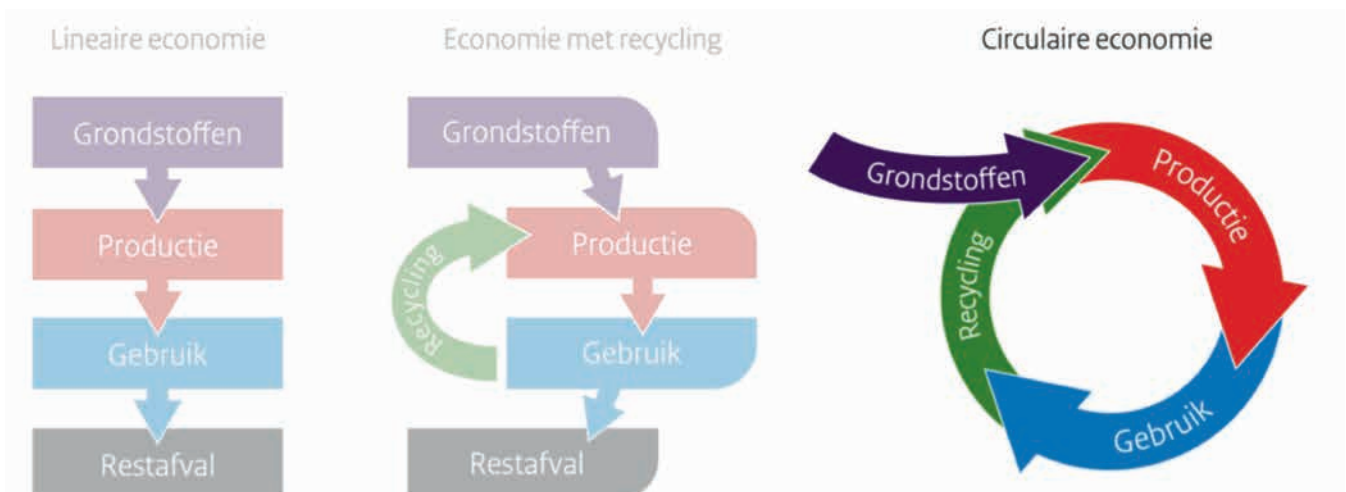 Lineaire economie
Grondstoffen
Productie
Gebruik
Restafval
Economie met recycling
Grondstoffen
Productie
Recycling
Gebruik
Restafval
Circulaire economie
Grondstoffen
Productie
Gebruik
Recycling